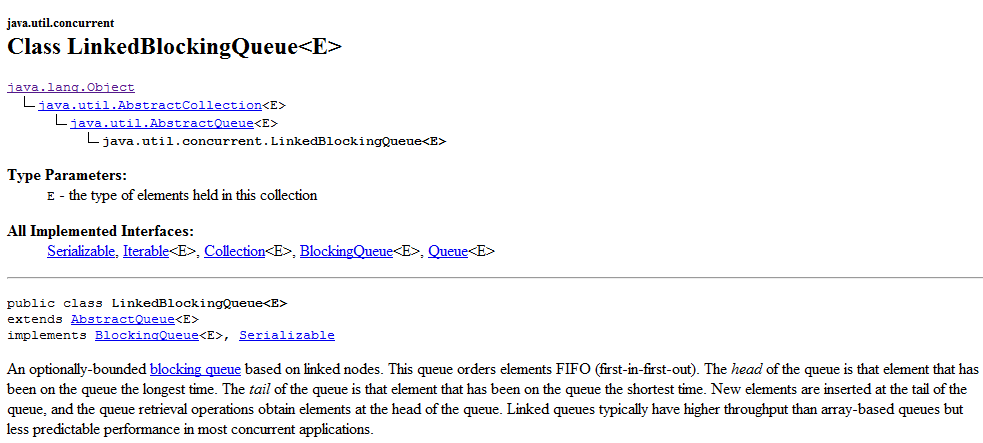 java.util.concurrent
Class LinkedBlockingQueue<E>
java.lang.Object
java.util.AbstractCollection<E>
java.util.AbstractQueue<E>
java.util.concurrent.LinkedBlockingQueue<E>
Type Parameters:
E - the type of elements held in this collection
All Implemented Interfaces:
Serializable, Iterable<E>, Collection<E>, BlockingQueue<E>, Queue<E>
public class LinkedBlockingQueue<E>
extends AbstractQueue<E>
implements BlockingQueue<E>, Serializable
An optionally-bounded blocking queue based on linked nodes. This queue orders elements FIFO (first-in-first-out). The head of the queue is that element that has
been on the queue the longest time. The tail of the queue is that element that has been on the queue the shortest time. New elements are inserted at the tail of the
queue, and the queue retrieval operations obtain elements at the head of the queue. Linked queues typically have higher throughput than array-based queues but
less predictable performance in most concurrent applications.